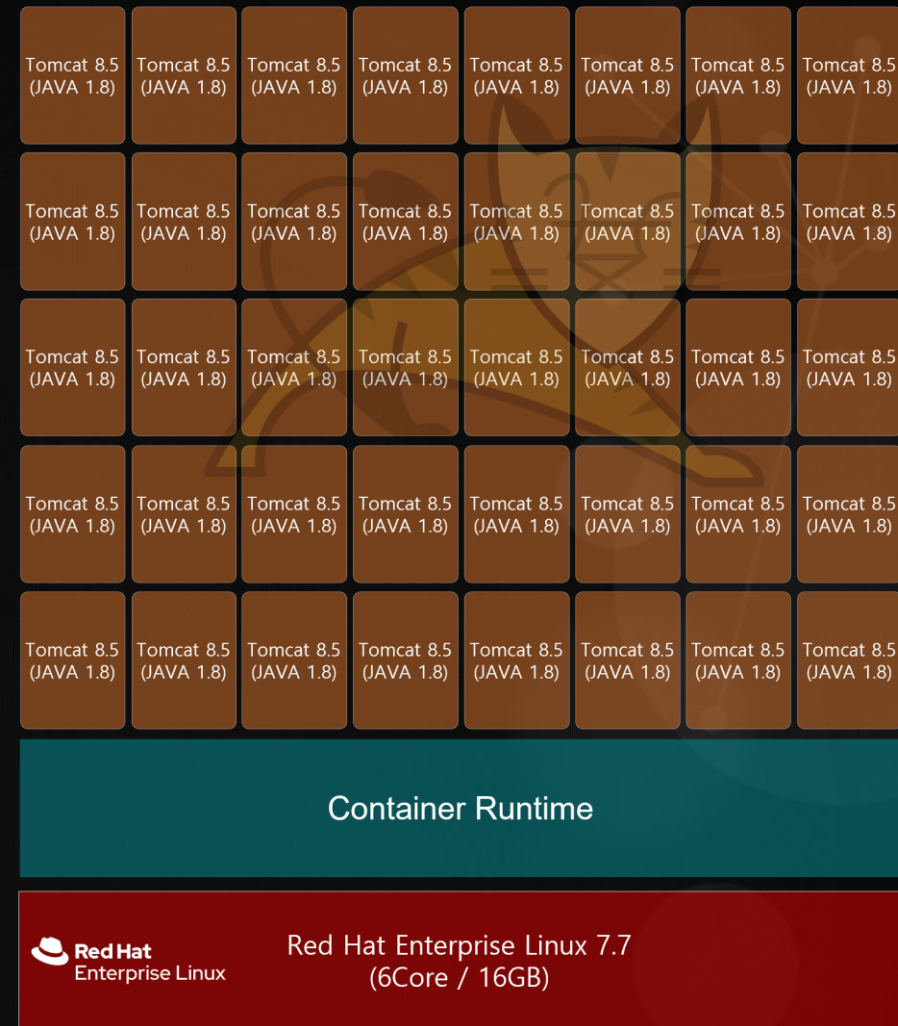 Tomcat 8.5 Tomcat 8.5 Tomcat 8.5 Tomcat 8.5 Tomcat 8.5 Tomcat 8.5 Tomcat 8.5 Tomcat 8.5
(JAVA 1.8) (JAVA 1.8) (JAVA 1.8) (JAVA 1.8) (JAVA 1.8) (JAVA 1.8) (JAVA 1.8) (JAVA 1.8)
Tomcat 8.5 Tomcat 8.5 Tomcat 8.5 Tomcat 8.5 Tomcat 8.5 Tomcat 8.5 Tomcat 8.5 Tomcat 8.5
(JAVA 1.8) (JAVA 1.8) (JAVA 1.8) (JAVA 1.8) (JAVA 1.8) (JAVA 1.8) (JAVA 1.8) (JAVA 1.8)
Tomcat 8.5 Tomcat 8.5 Tomcat 8.5 Tomcat 8.5 Tomcat 8.5 Tomcat 8.5 Tomcat 8.5 Tomcat 8.5
(JAVA 1.8) (JAVA 1.8) (JAVA 1.8) (JAVA 1.8) (JAVA 1.8) (JAVA 1.8) (JAVA 1.8) (JAVA 1.8)
Tomcat 8.5 Tomcat 8.5 Tomcat 8.5 Tomcat 8.5 Tomcat 8.5 Tomcat 8.5 Tomcat 8.5 Tomcat 8.5
(JAVA 1.8) (JAVA 1.8) (JAVA 1.8) (JAVA 1.8) (JAVA 1.8) (JAVA 1.8) (JAVA 1.8) (JAVA 1.8)
Tomcat 8.5 Tomcat 8.5 Tomcat 8.5 Tomcat 8.5 Tomcat 8.5 Tomcat 8.5 Tomcat 8.5 Tomcat 8.5
(JAVA 1.8) (JAVA 1.8) (JAVA 1.8) (JAVA 1.8) (JAVA 1.8) (JAVA 1.8) (JAVA 1.8) (JAVA 1.8)
Container Runtime
Red Hat
Enterprise Linux
Red Hat Enterprise Linux 7.7
(6Core / 16GB)